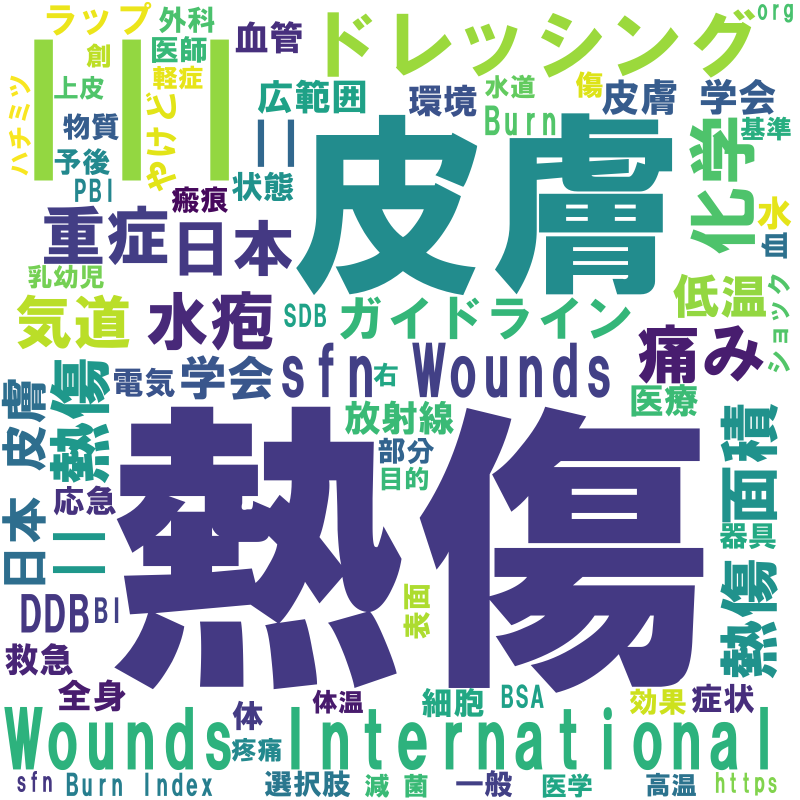 ラップ 外科 血管 ドレッシング org
創 医師
ハチミツ 上皮 軽症 広範囲 環境 水道 傷 皮膚 学会
III やけど II Burn 基準
物質
予後 状態 皮膚 化学
PBI
瘢痕 水
重症 日本 血
乳幼児
気道 水疱 SDB ガイドライン 低温 ショック
痛み
電気 学会 sfn 右 Wounds
熱傷 放射線 医療
日本 皮膚 部分 面積
応急 目的
II 熱傷 器具
DDB BI 表面 熱傷
救急
全身 体温 細胞 BSA 効果 症状
体
Wounds International
疼痛
sfn Burn Index 選択肢 減菌 一般 医学 高温 https